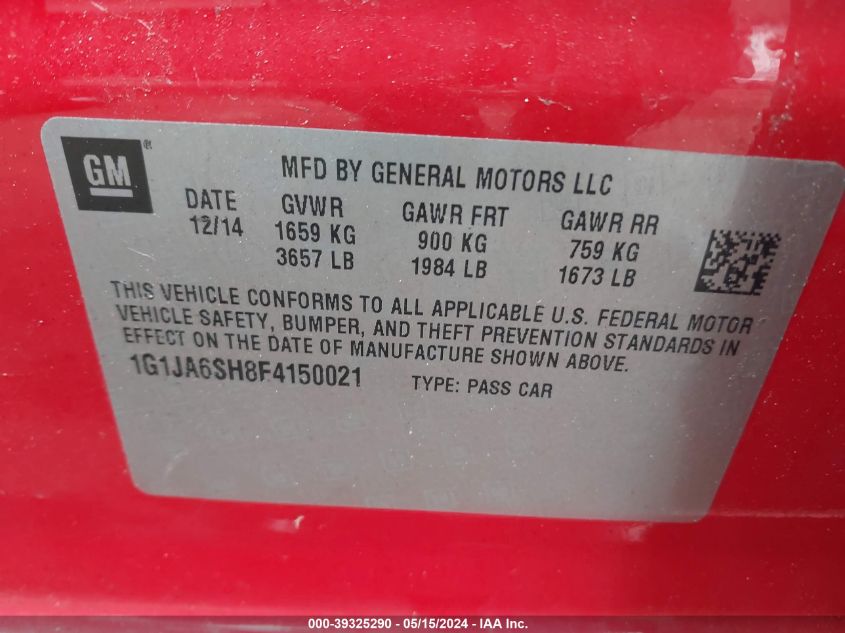 GM ®
MFD BY GENERAL MOTORS LLC
DATE GVWR GAWR FRT GAWR RR
12/14 1659 KG 900 KG 759 KG
3657 LB 1984 LB 1673 LB
THIS VEHICLE CONFORMS TO ALL APPLICABLE U.S. FEDERAL MOTOR
VEHICLE SAFETY, BUMPER, AND THEFT PREVENTION STANDARDS IN
EFFECT ON THE DATE OF MANUFACTURE SHOWN ABOVE.
1G1JA6SH8F4150021 TYPE: PASS CAR
000-39325290 - 05/15/2024 - IAA Inc.